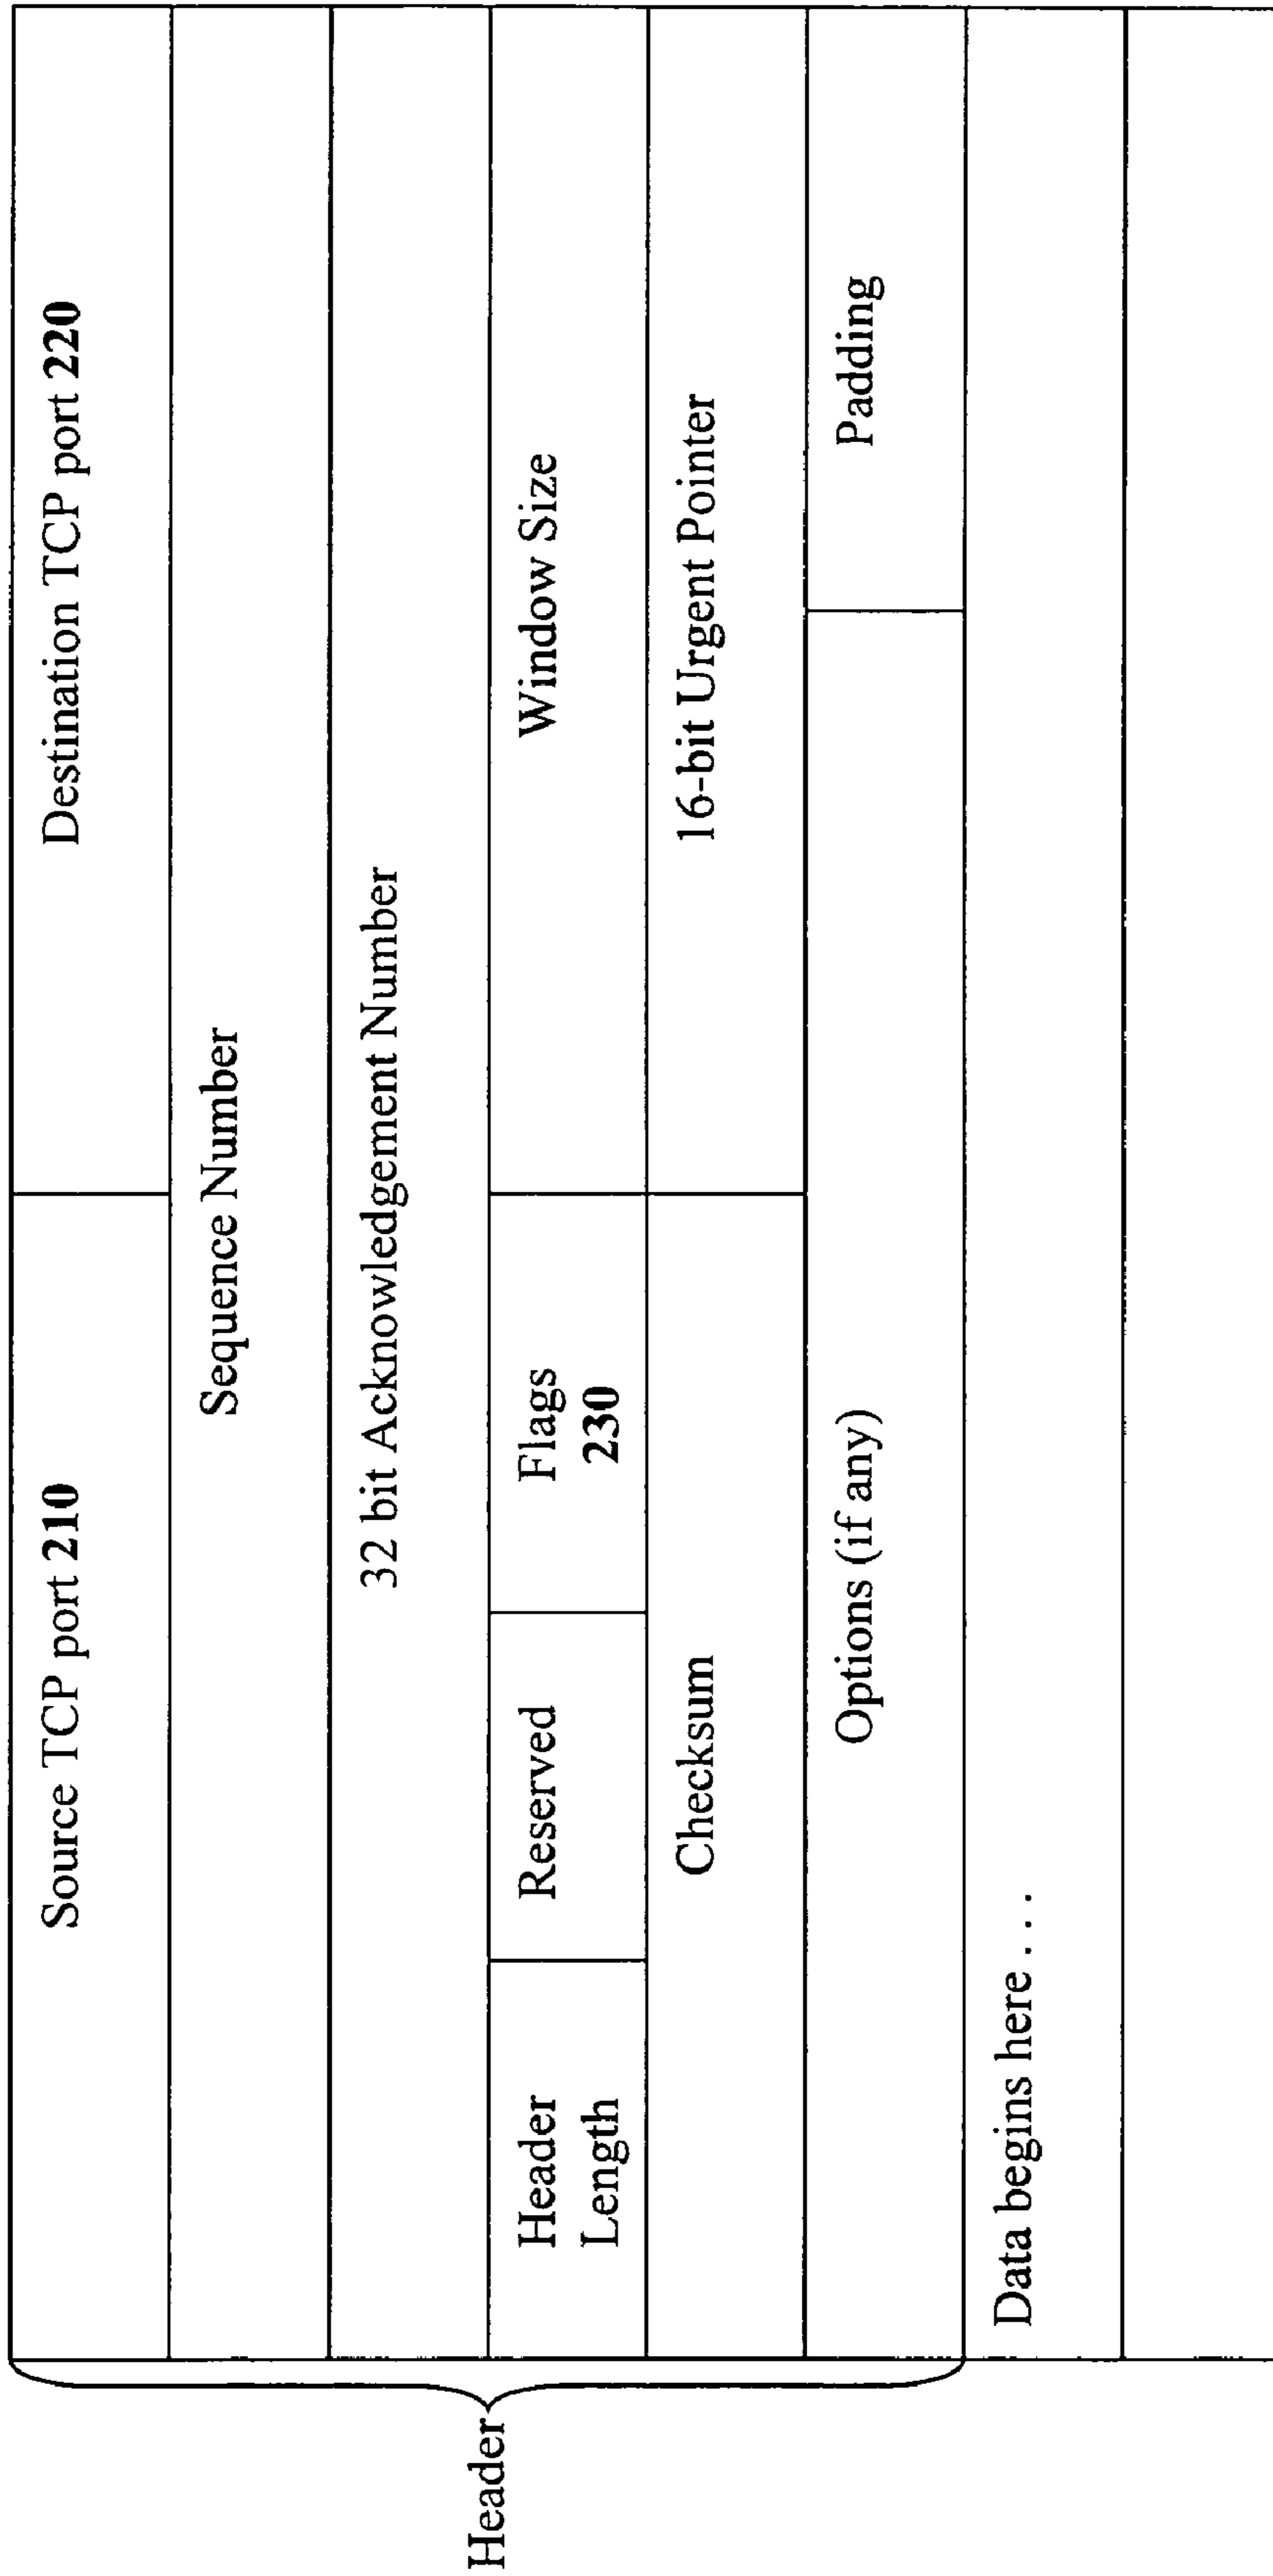 Header
Source TCP port 210
Destination TCP port 220
Sequence Number
32 bit Acknowledgement Number
Header
Length
Reserved
Flags
230
Window Size
Checksum
16-bit Urgent Pointer
Options (if any)
Padding
Data begins here . . .